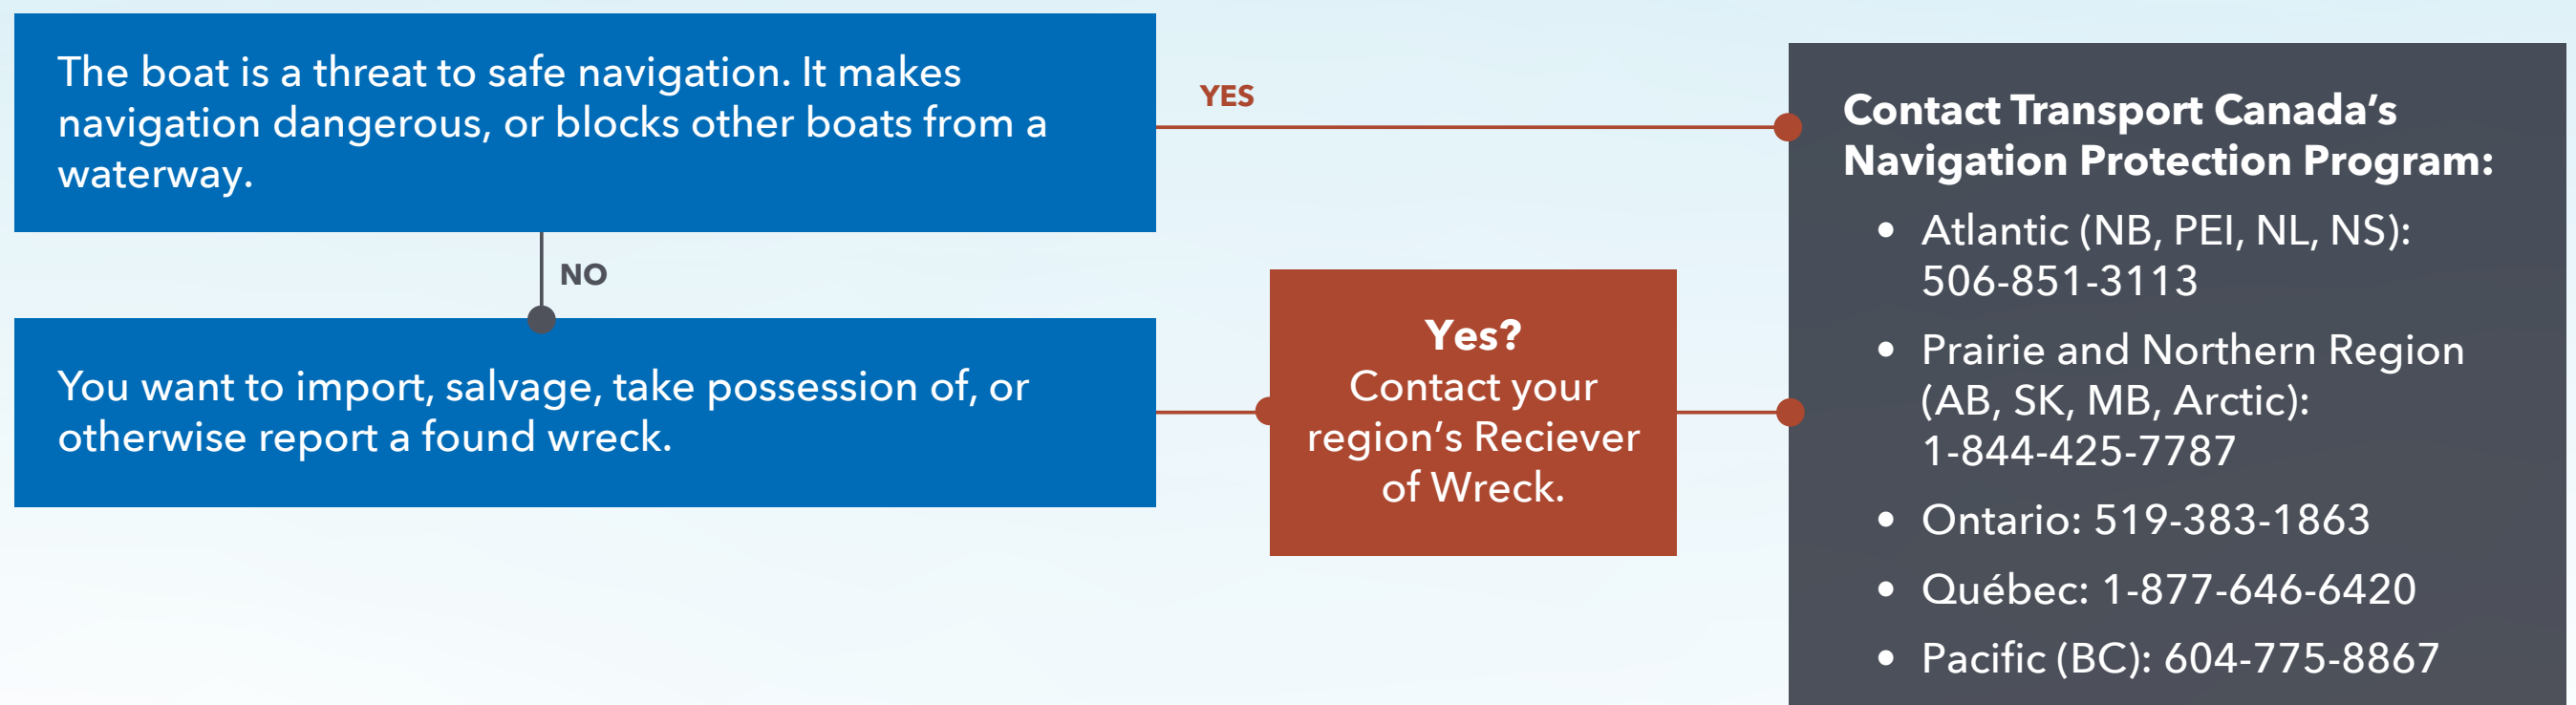 The boat is a threat to safe navigation. It makes
navigation dangerous, or blocks other boats from a
waterway.
YES
NO
You want to import, salvage, take possession of, or
otherwise report a found wreck.
Yes?
Contact your
region’s Reciever
of Wreck.
Contact Transport Canada’s
Navigation Protection Program:
• Atlantic (NB, PEI, NL, NS):
506-851-3113
• Prairie and Northern Region
(AB, SK, MB, Arctic):
1-844-425-7787
• Ontario: 519-383-1863
• Québec: 1-877-646-6420
• Pacific (BC): 604-775-8867